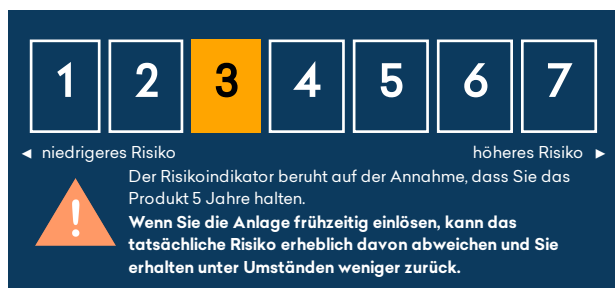 1 2 3 4 5 6 7
◄ niedrigeres Risiko höheres Risiko ►
Der Risikoindikator beruht auf der Annahme, dass Sie das
Produkt 5 Jahre halten.
Wenn Sie die Anlage frühzeitig einlösen, kann das
tatsächliche Risiko erheblich davon abweichen und Sie
erhalten unter Umständen weniger zurück.